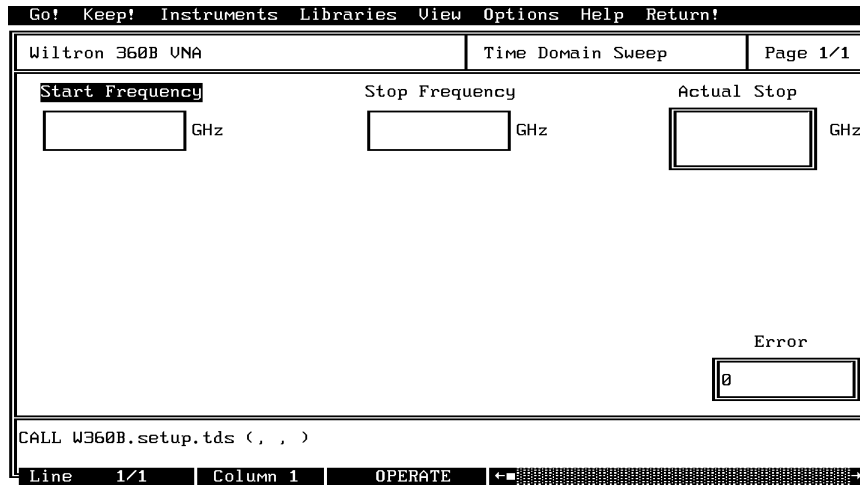 Go! Keep! Instruments Libraries View Options Help Return!
Wiltron 360B VNA Time Domain Sweep Page 1/1
Start Frequency Stop Frequency Actual Stop
GHz GHz GHz
Error
0
CALL W360B.setup.tds (, , )
Line 1/1 Column 1 OPERATE